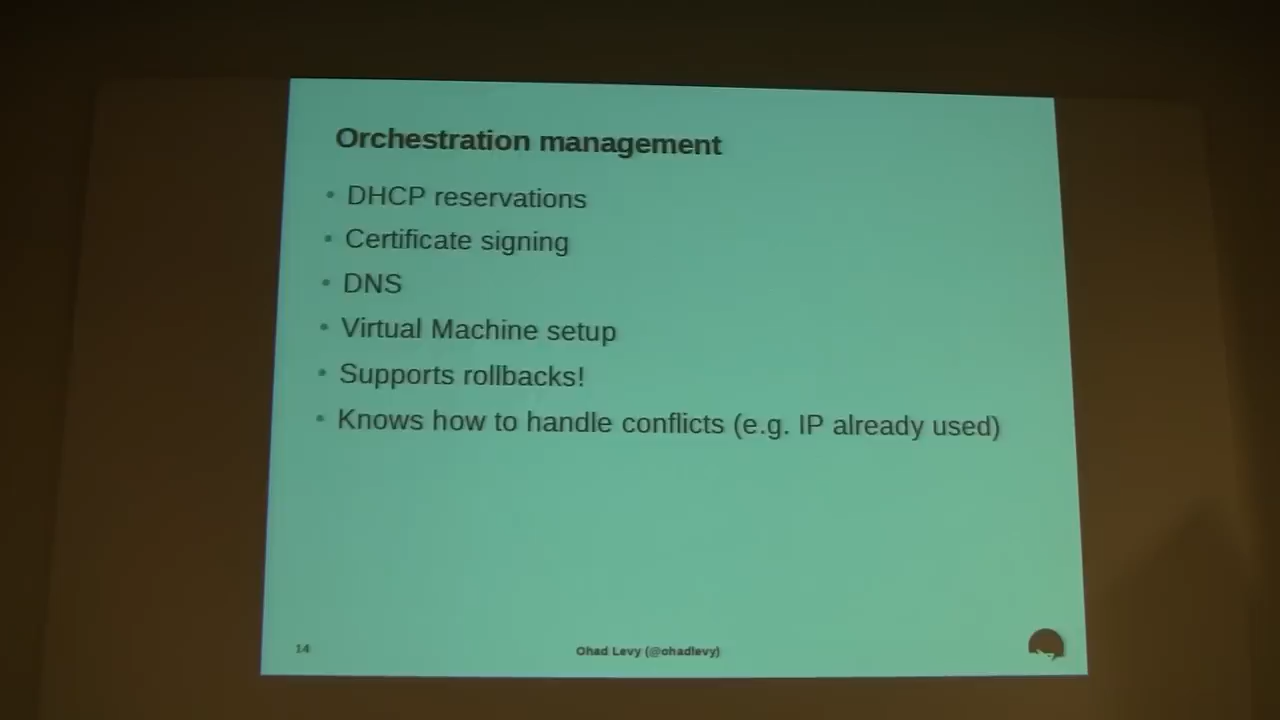 Orchestration management
• DHCP reservations
• Certificate signing
• DNS
• Virtual Machine setup
• Supports rollbacks!
• Knows how to handle conflicts (e.g. IP already used)
14
Ohad Levy (@ohadlevy)